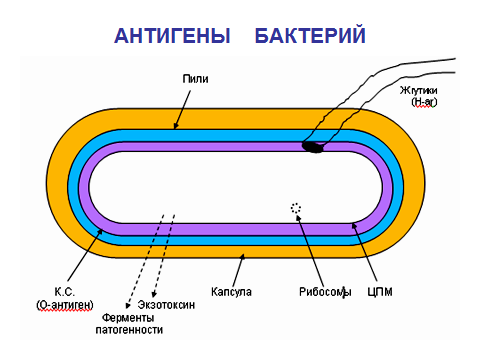 АНТИГЕНЫ БАКТЕРИЙ
Пили
Жгутики
(Н-аг)
К.С.
(О-антиген)
Ферменты
патогенности
Экзотоксин
Капсула
Рибосомы
ЦПМ